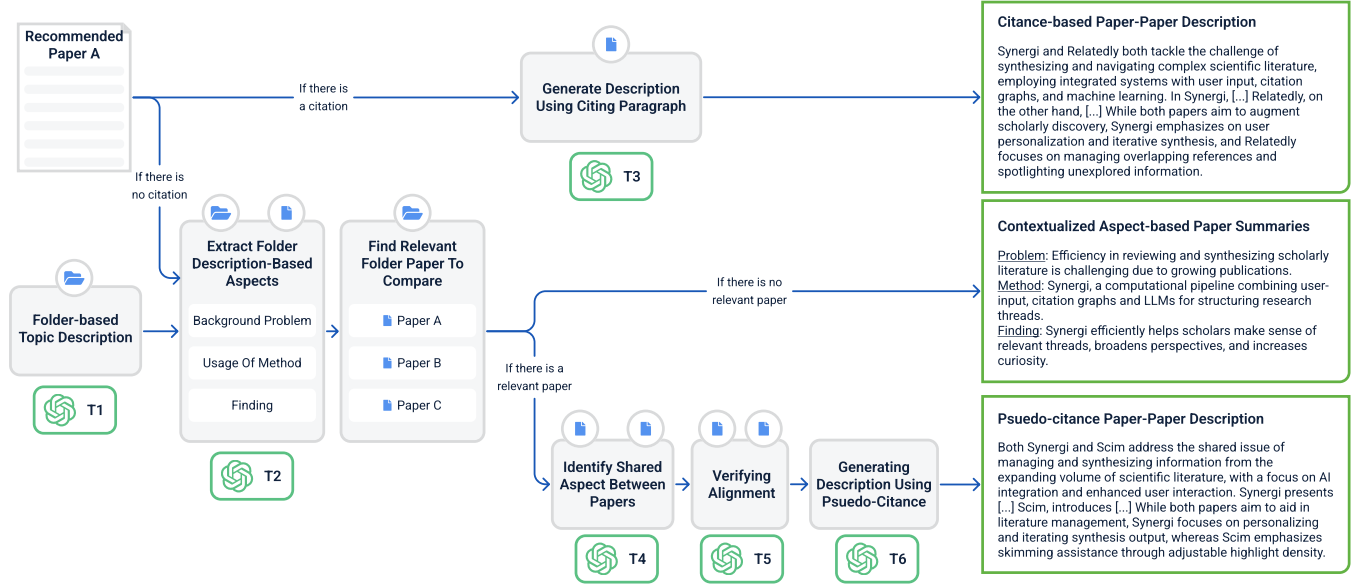 Recommended
Paper A
If there is
a citation
If there is
no citation
Generate Description
Using Citing Paragraph
T3
Citance-based Paper-Paper Description
Synergi and Relatedly both tackle the challenge of
synthesizing and navigating complex scientific literature,
employing integrated systems with user input, citation
graphs, and machine learning. In Synergi, [...] Relatedly, on
the other hand, [...] While both papers aim to augment
scholarly discovery, Synergi emphasizes on user
personalization and iterative synthesis, and Relatedly
focuses on managing overlapping references and
spotlighting unexplored information.
Folder-based
Topic Description
T1
Extract Folder
Description-Based
Aspects
Background Problem
Usage Of Method
Finding
T2
Find Relevant
Folder Paper To
Compare
Paper A
Paper B
Paper C
If there is no
relevant paper
If there is a
relevant paper
Contextualized Aspect-based Paper Summaries
Problem: Efficiency in reviewing and synthesizing scholarly
literature is challenging due to growing publications.
Method: Synergi, a computational pipeline combining user-
input, citation graphs and LLMs for structuring research
threads.
Finding: Synergi efficiently helps scholars make sense of
relevant threads, broadens perspectives, and increases
curiosity.
Identify Shared
Aspect Between
Papers
T4
Verifying
Alignment
T5
Generating
Description Using
Psuedo-Citance
T6
Psuedo-citance Paper-Paper Description
Both Synergi and Scim address the shared issue of
managing and synthesizing information from the
expanding volume of scientific literature, with a focus on AI
integration and enhanced user interaction. Synergi presents
[...] Scim, introduces [...] While both papers aim to aid in
literature management, Synergi focuses on personalizing
and iterating synthesis output, whereas Scim emphasizes
skimming assistance through adjustable highlight density.